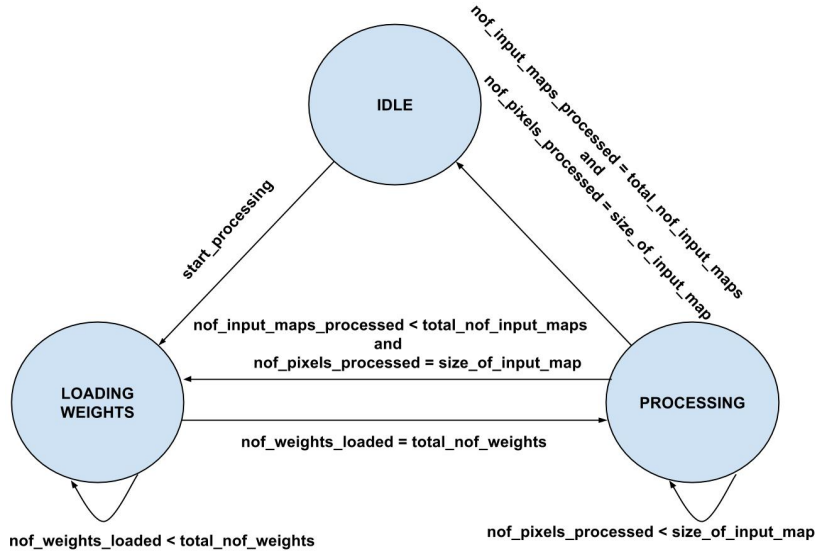 nof_input_maps_processed = total_nof_input_maps
and
nof_pixels_processed = size_of_input_map
IDLE
start_processing
nof_input_maps_processed < total_nof_input_maps
and
nof_pixels_processed = size_of_input_map
LOADING
WEIGHTS
PROCESSING
nof_weights_loaded = total_nof_weights
nof_weights_loaded < total_nof_weights
nof_pixels_processed < size_of_input_map